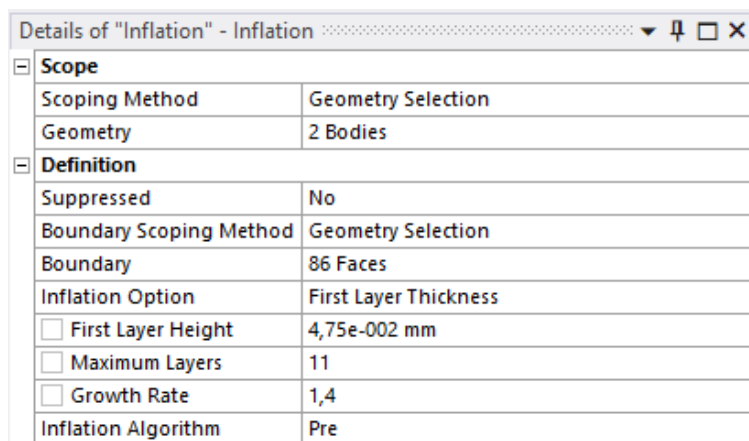 Details of "Inflation" - Inflation
Scope
Scoping Method Geometry Selection
Geometry 2 Bodies
Definition
Suppressed No
Boundary Scoping Method Geometry Selection
Boundary 86 Faces
Inflation Option First Layer Thickness
First Layer Height 4,75e-002 mm
Maximum Layers 11
Growth Rate 1,4
Inflation Algorithm Pre